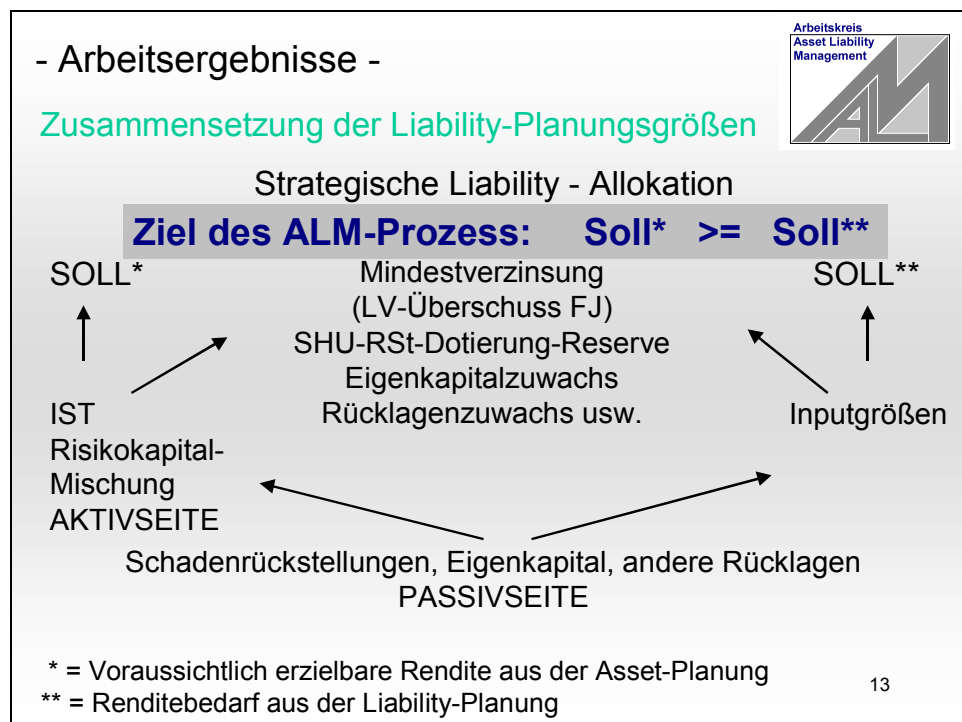 - Arbeitsergebnisse -
Arbeitskreis
Asset Liability
Management
ALM
Zusammensetzung der Liability-Planungsgrößen
Strategische Liability - Allokation
Ziel des ALM-Prozess: Soll* >= Soll**
SOLL*
Mindestverzinsung
(LV-Überschuss FJ)
SHU-RSt-Dotierung-Reserve
Eigenkapitalzuwachs
Rücklagenzuwachs usw.
SOLL**
IST
Risikokapital-
Mischung
AKTIVSEITE
Inputgrößen
Schadenrückstellungen, Eigenkapital, andere Rücklagen
PASSIVSEITE
* = Voraussichtlich erzielbare Rendite aus der Asset-Planung
** = Renditebedarf aus der Liability-Planung
13